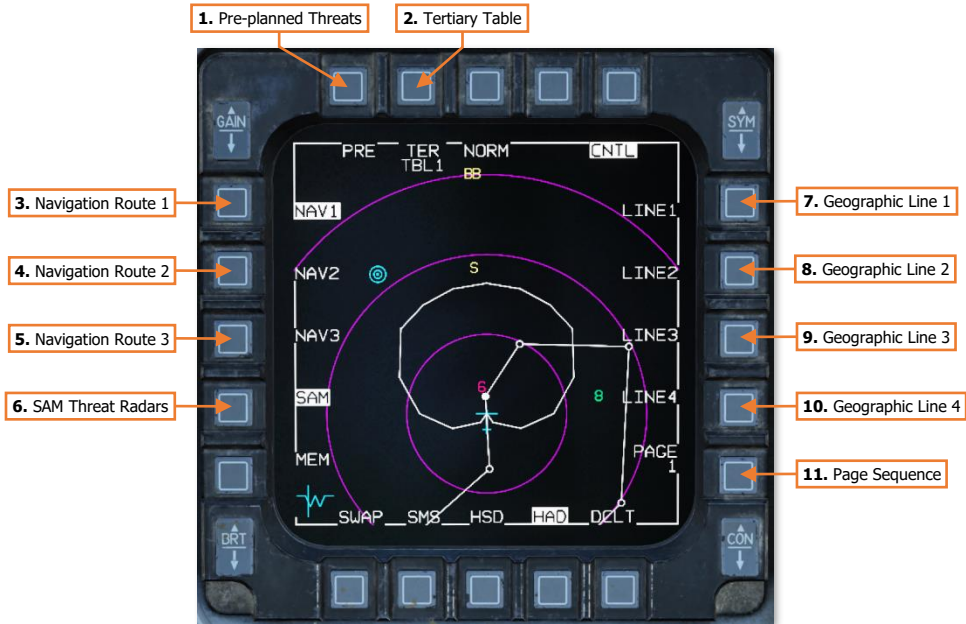 1. Pre-planned Threats
2. Tertiary Table
GAIN
SYM
PRE TER NORM CNTL
TBL1
BB
3. Navigation Route 1
NAV1
LINE1
7. Geographic Line 1
4. Navigation Route 2
NAV2
S
LINE2
8. Geographic Line 2
5. Navigation Route 3
NAV3
LINE3
9. Geographic Line 3
6. SAM Threat Radars
SAM
6
8
LINE4
10. Geographic Line 4
MEM
PAGE
1
11. Page Sequence
SWAP SMS HSD HAD DCLT
BRT
CON